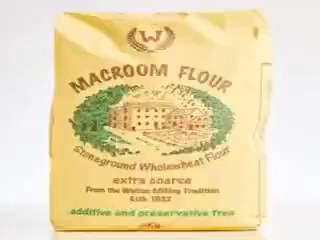 W
MACROOM FLOUR
Stoneground Wholewheat Flour
extra coarse
From the Walton Milling Tradition
Estb. 1832
additive and preservative free